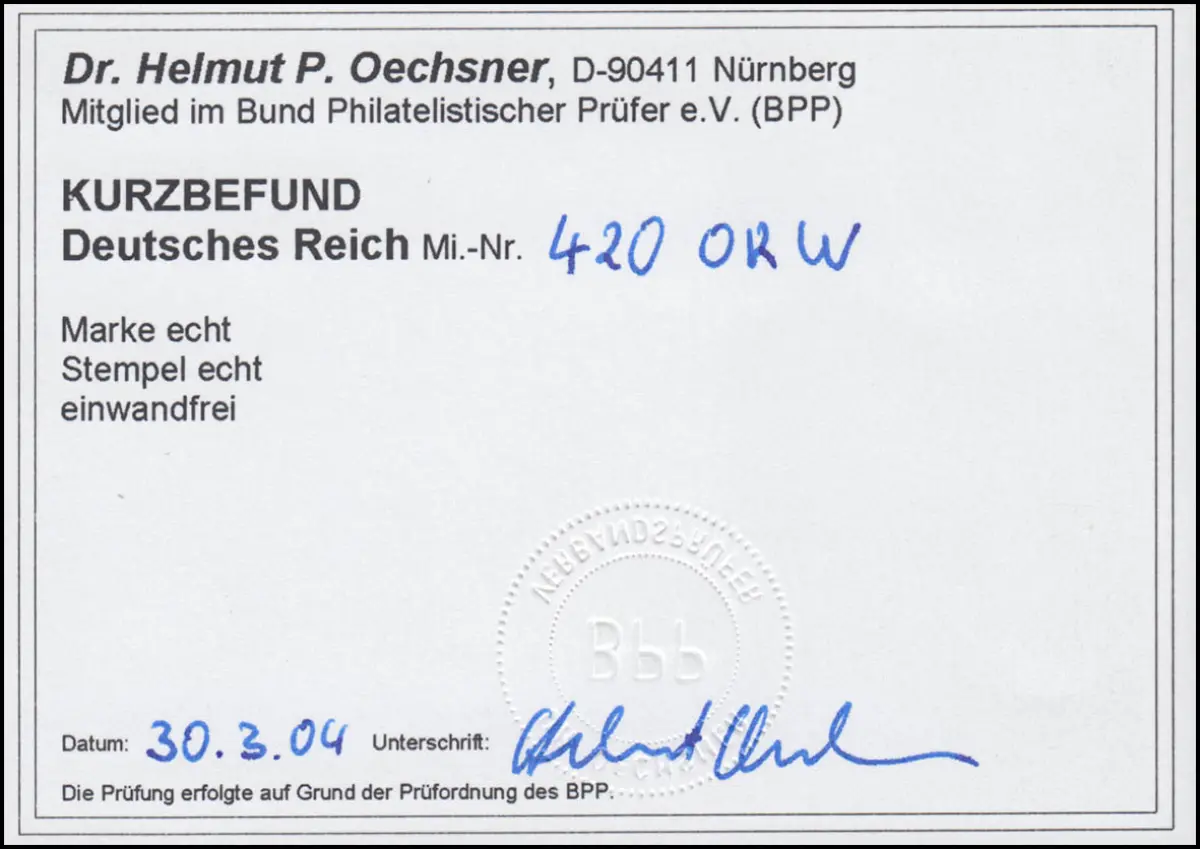 Dr. Helmut P. Oechsner, D-90411 Nürnberg
Mitglied im Bund Philatelistischer Prüfer e.V. (BPP)
KURZBEFUND
Deutsches Reich Mi.-Nr. 420 ORW
Marke echt
Stempel echt
einwandfrei
VERBANDSPRÜFER
BPP
Datum: 30.3.04 Unterschrift:
Die Prüfung erfolgte auf Grund der Prüfordnung des BPP.